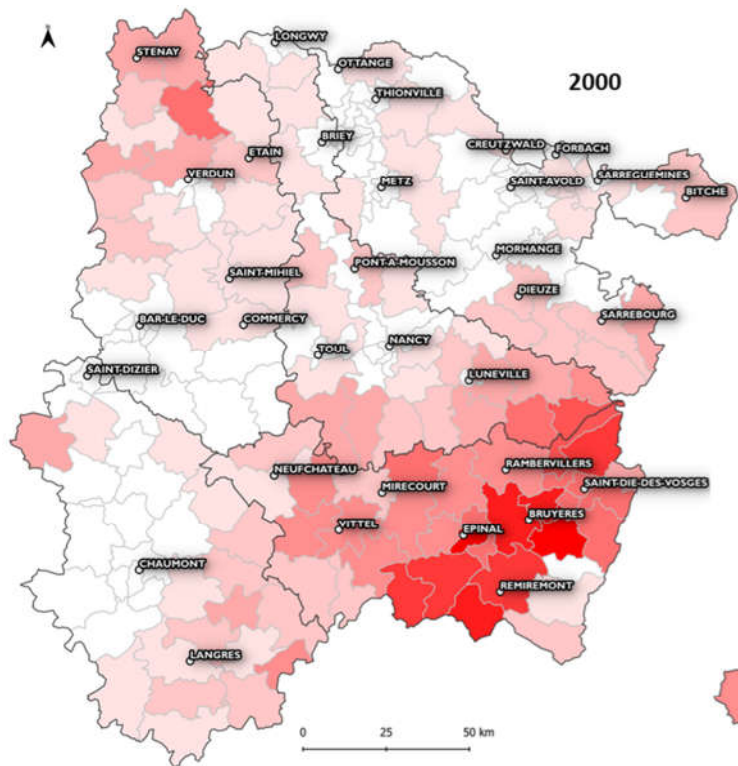 LONGWY
STENAY
OTTANGE
2000
THIONVILLE
BRIEY
CREUTZWALD
FORBACH
ETAIN
VERDUN
METZ
SAINT-AVOLD
SARREGUEMINES
BITCHE
MORHANGE
PONT-A-MOUSSON
SAINT-MIHIEL
DIEUZE
BAR-LE-DUC
COMMERCY
SARREBOURG
NANCY
TOUL
SAINT-DIZIER
LUNEVILLE
NEUFCHATEAU
RAMBERVILLERS
MIRECOURT
SAINT-DIE-DES-VOSGES
VITTEL
BRUYERES
EPINAL
CHAUMONT
REMIREMONT
LANGRES
0 25 50 km